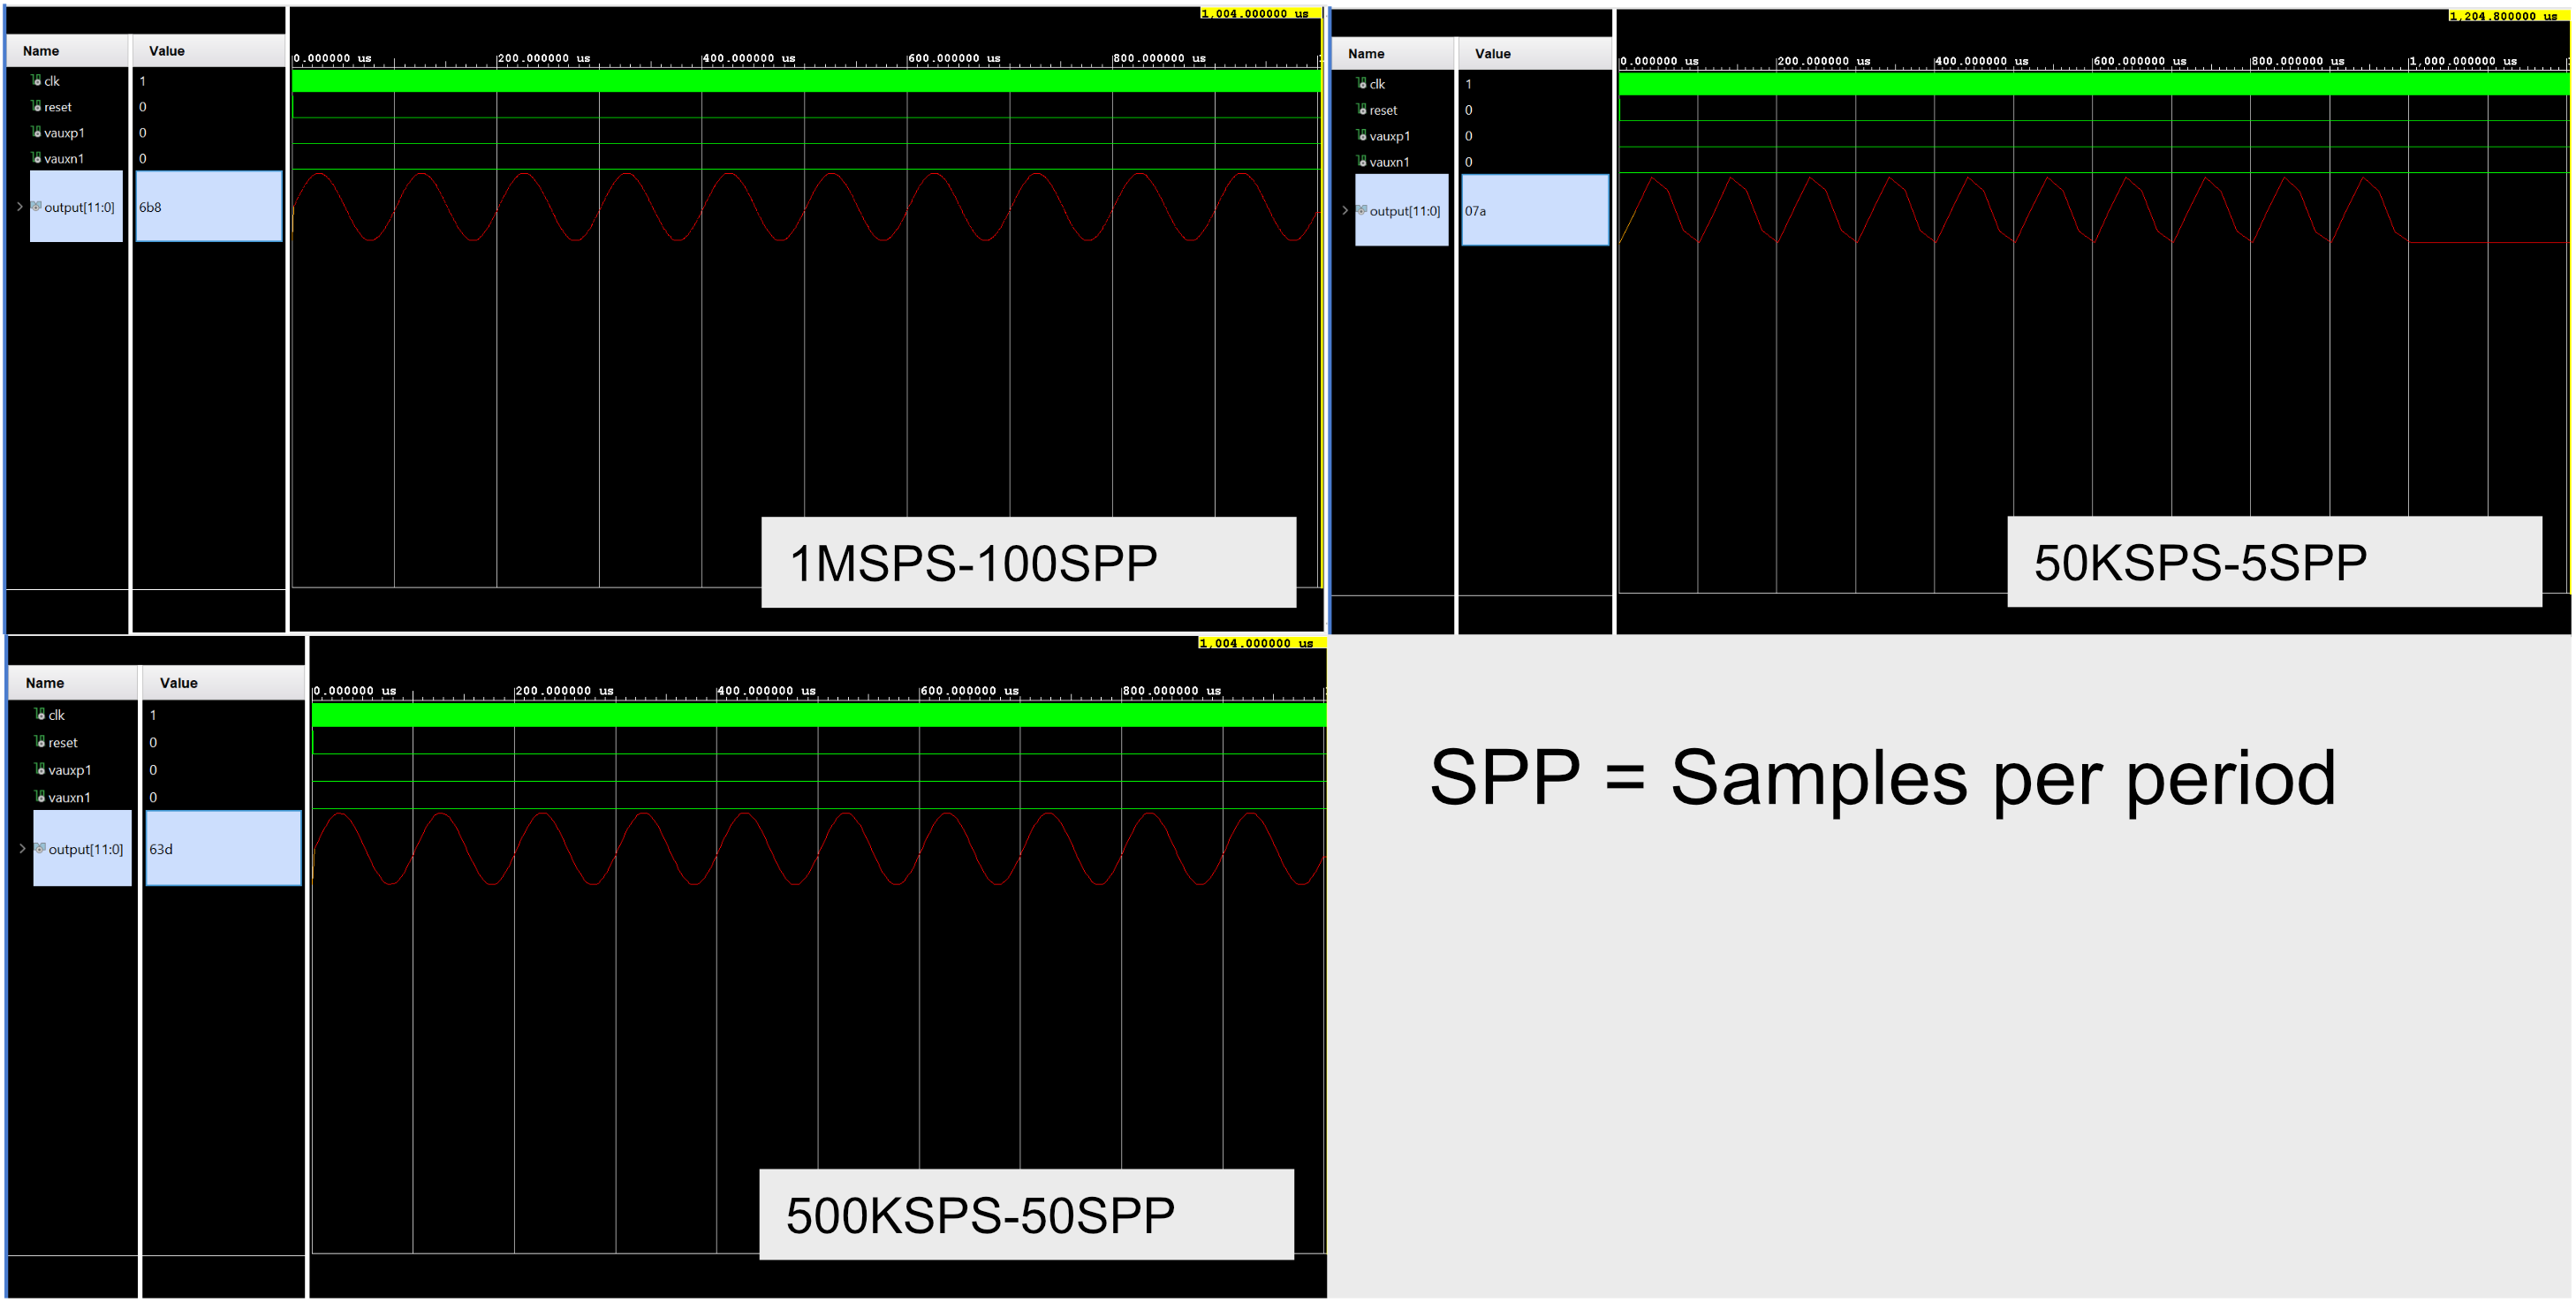 1,004.000000 us
Name Value
0.000000 us 200.000000 us 400.000000 us 600.000000 us 800.000000 us
clk 1
reset 0
vauxp1 0
vauxn1 0
output[11:0] 6b8
1MSPS-100SPP
1,204.800000 us
Name Value
0.000000 us 200.000000 us 400.000000 us 600.000000 us 800.000000 us 1,000.000000 us
clk 1
reset 0
vauxp1 0
vauxn1 0
output[11:0] 07a
50KSPS-5SPP
1,004.000000 us
Name Value
0.000000 us 200.000000 us 400.000000 us 600.000000 us 800.000000 us
clk 1
reset 0
vauxp1 0
vauxn1 0
output[11:0] 63d
500KSPS-50SPP
SPP = Samples per period